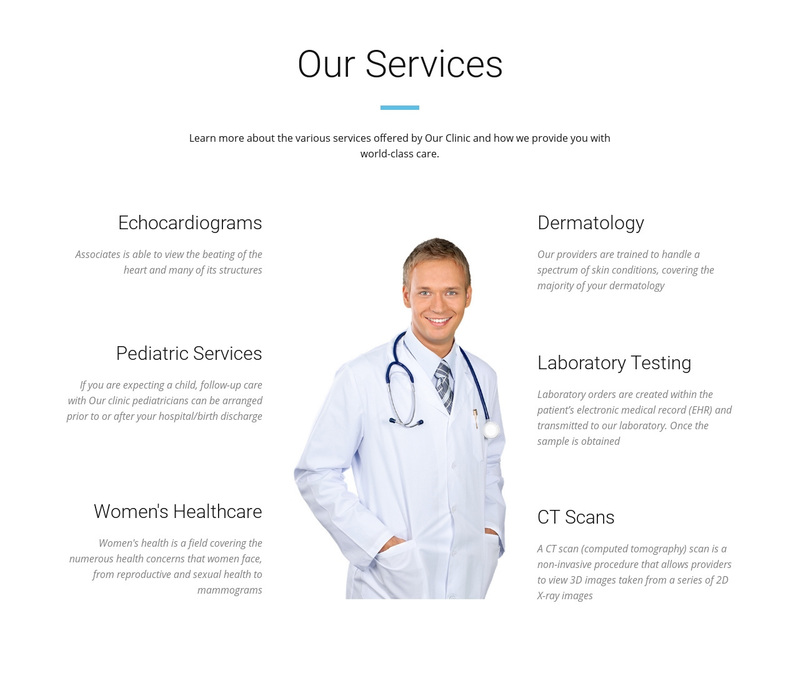 Our Services
Learn more about the various services offered by Our Clinic and how we provide you with
world-class care.
Echocardiograms
Associates is able to view the beating of the
heart and many of its structures
Pediatric Services
If you are expecting a child, follow-up care
with Our clinic pediatricians can be arranged
prior to or after your hospital/birth discharge
Women's Healthcare
Women's health is a field covering the
numerous health concerns that women face,
from reproductive and sexual health to
mammograms
Dermatology
Our providers are trained to handle a
spectrum of skin conditions, covering the
majority of your dermatology
Laboratory Testing
Laboratory orders are created within the
patient's electronic medical record (EHR) and
transmitted to our laboratory. Once the
sample is obtained
CT Scans
A CT scan (computed tomography) scan is a
non-invasive procedure that allows providers
to view 3D images taken from a series of 2D
X-ray images